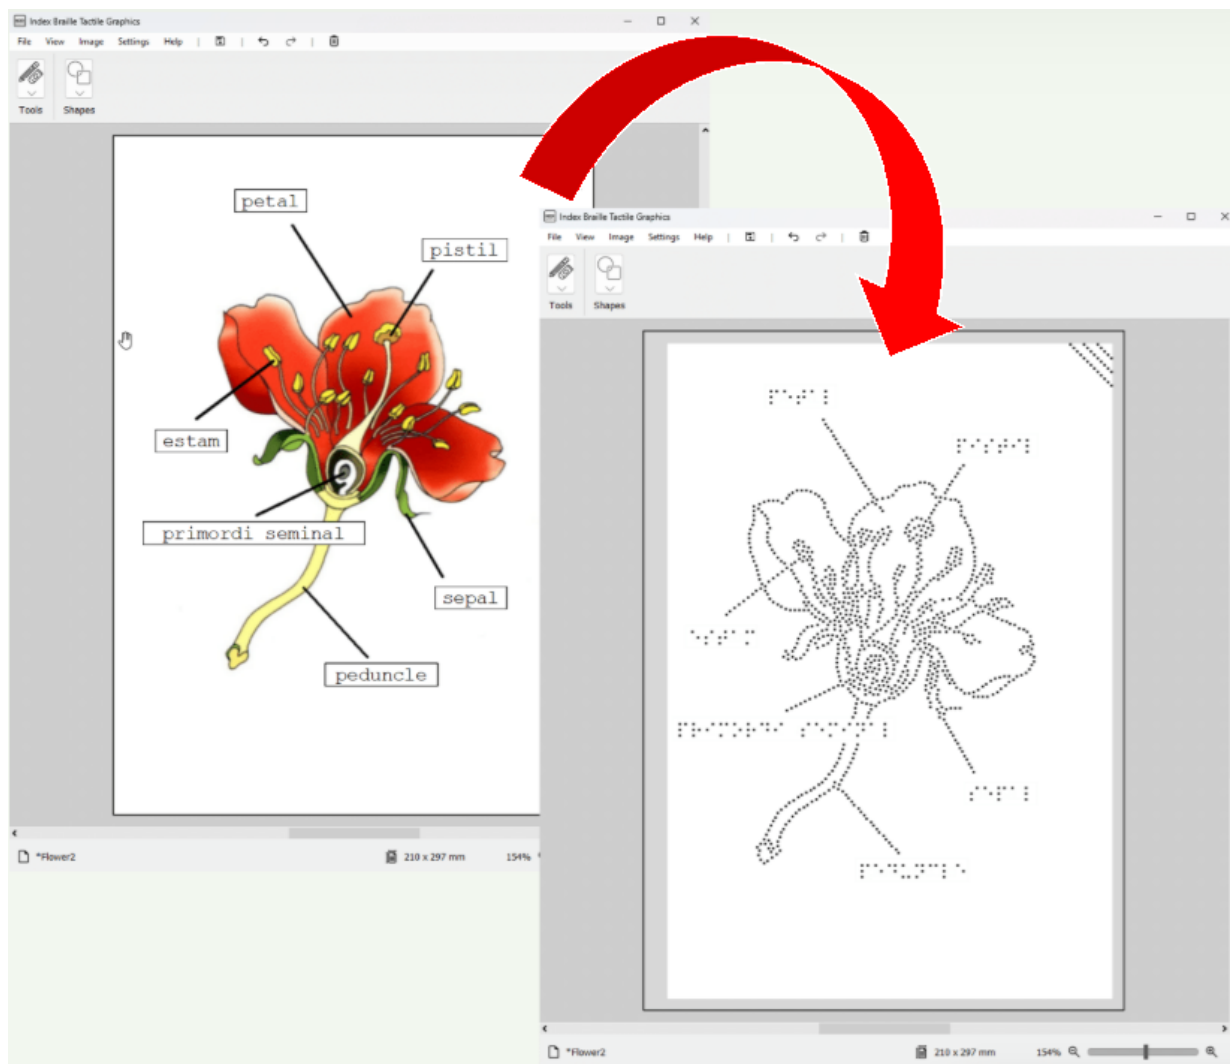 Index Braille Tactile Graphics
File View Image Settings Help
Tools Shapes
petal
pistil
estam
primordi seminal
sepal
peduncle
*Flower2 210 x 297 mm 154%
Index Braille Tactile Graphics
File View Image Settings Help
Tools Shapes
⠏⠑⠞⠁⠇
⠏⠊⠎⠞⠊⠇
⠑⠎⠞⠁⠍
⠏⠗⠊⠍⠕⠗⠙⠊ ⠎⠑⠍⠊⠝⠁⠇
⠎⠑⠏⠁⠇
⠏⠑⠙⠥⠝⠉⠇⠑
*Flower2 210 x 297 mm 154%